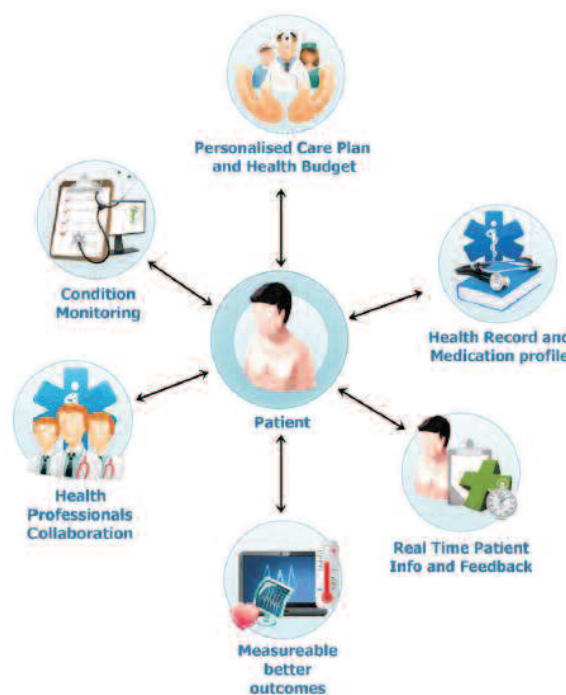 Personalised Care Plan
and Health Budget
Condition
Monitoring
Health Record and
Medication profile
Patient
Health
Professionals
Collaboration
Real Time Patient
Info and Feedback
Measureable
better
outcomes